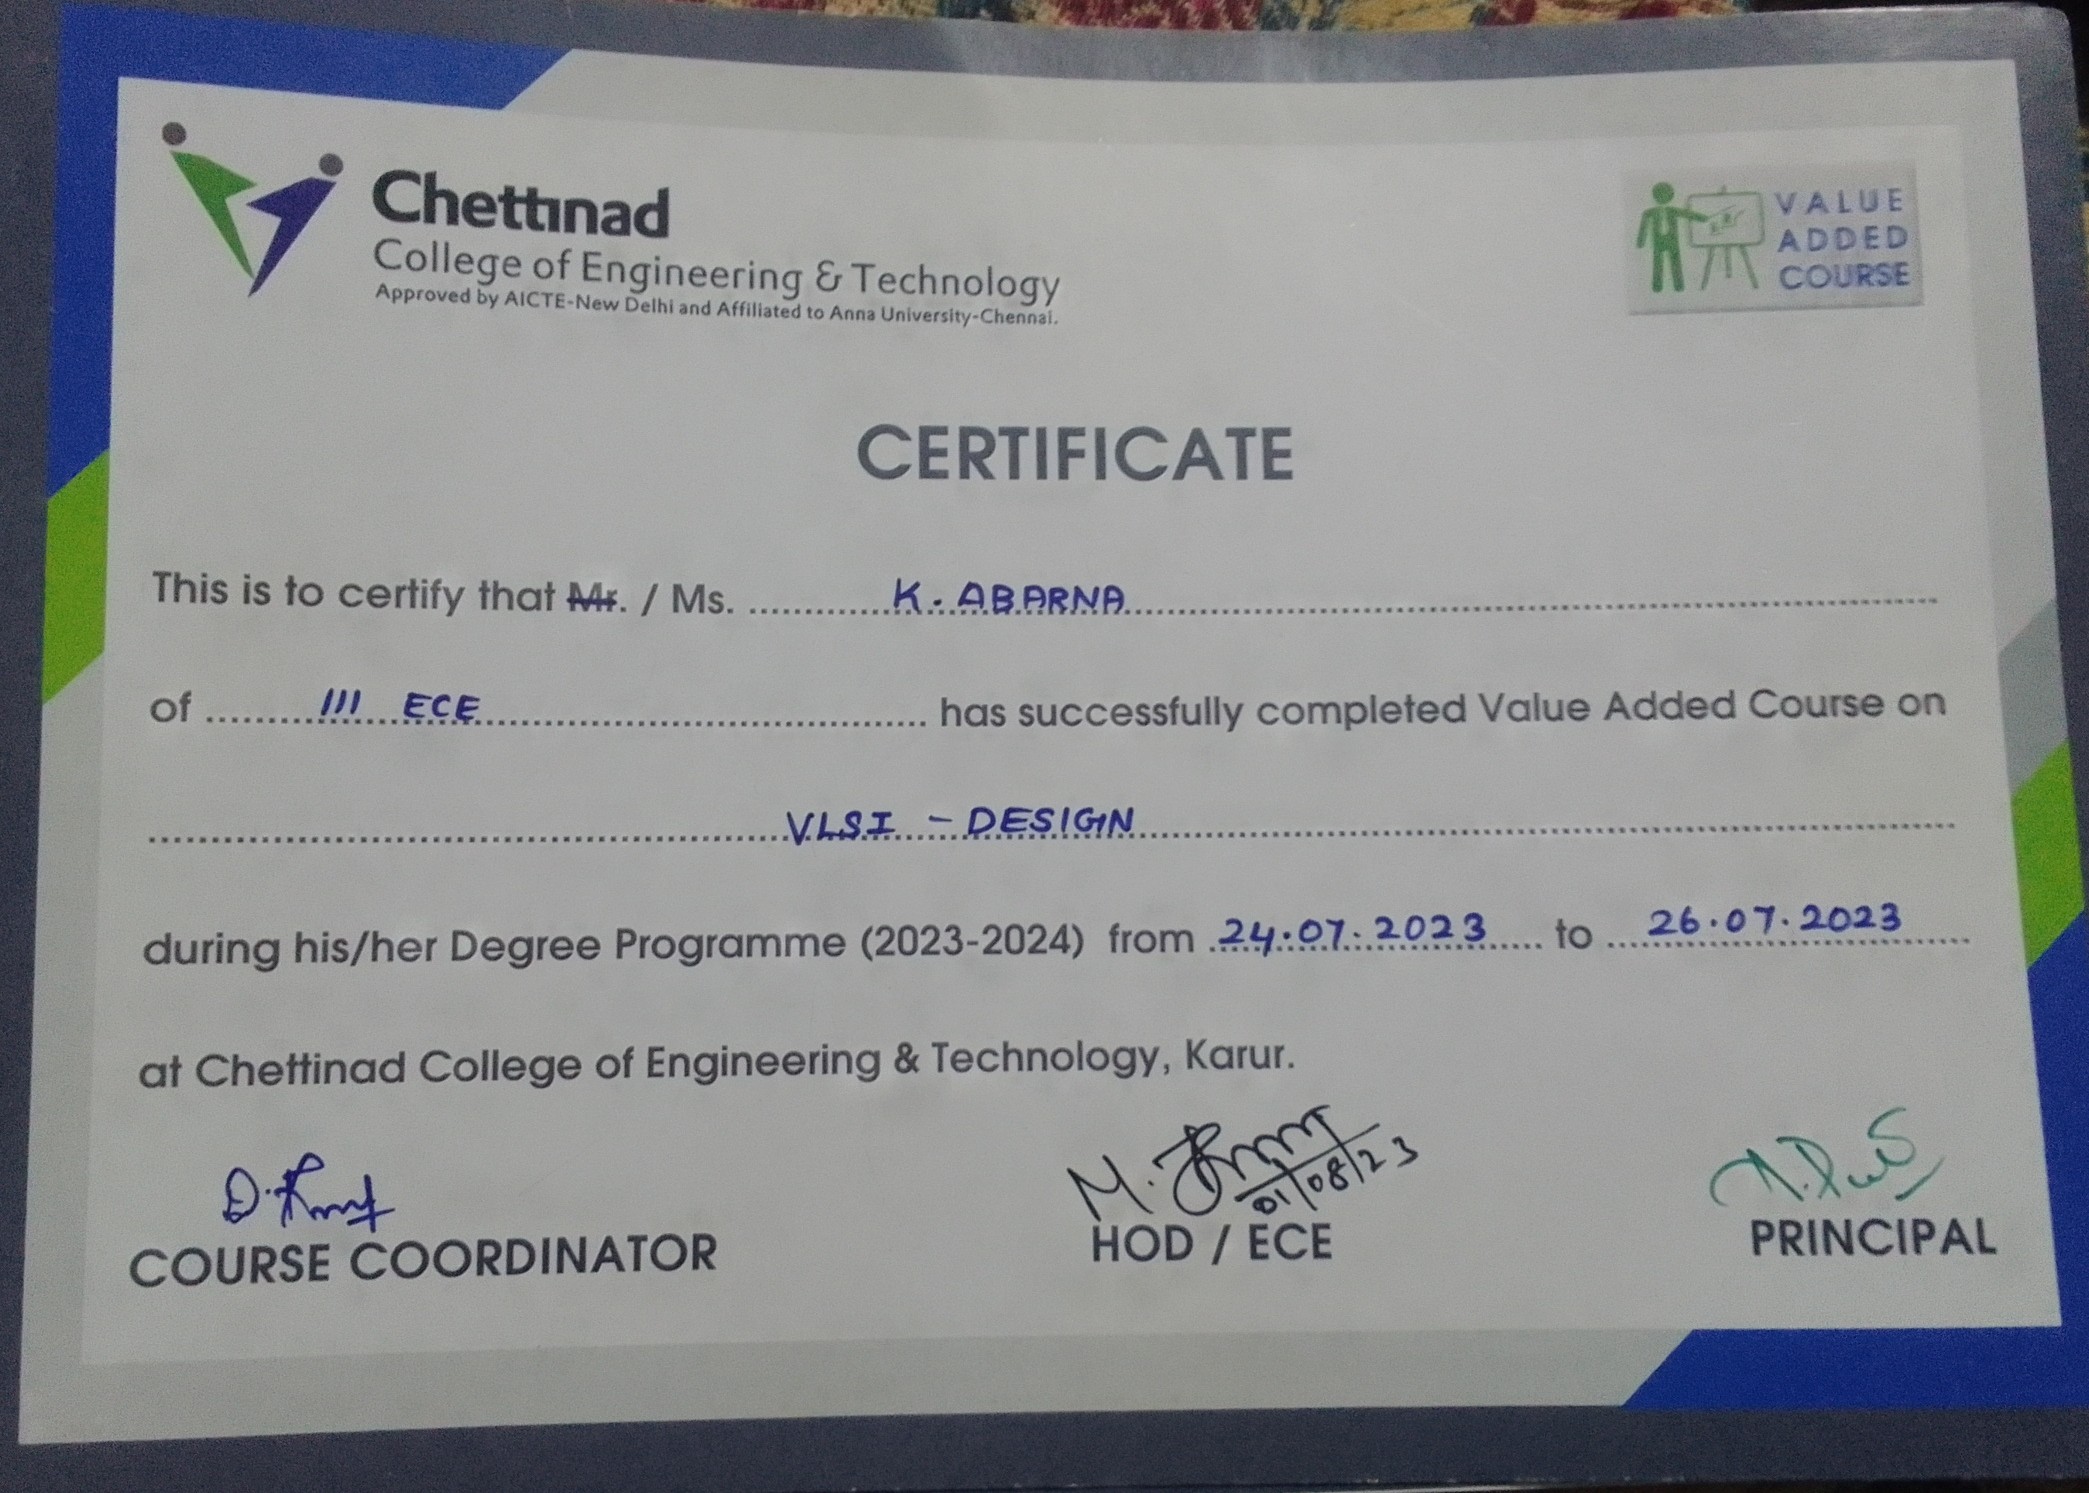 Chettinad
College of Engineering & Technology
Approved by AICTE-New Delhi and Affiliated to Anna University-Chennai.
VALUE
ADDED
COURSE
CERTIFICATE
This is to certify that Mr. / Ms. K. ABARNA
of III ECE has successfully completed Value Added Course on
VLSI - DESIGN
during his/her Degree Programme (2023-2024) from 24.07.2023 to 26.07.2023
at Chettinad College of Engineering & Technology, Karur.
01/08/23
COURSE COORDINATOR
HOD / ECE
PRINCIPAL